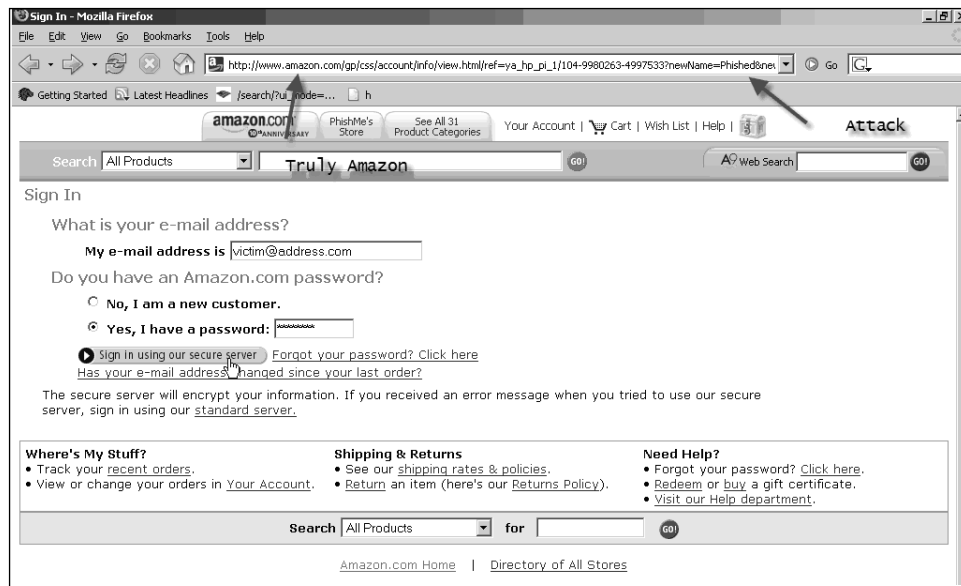 Sign In - Mozilla Firefox
File Edit View Go Bookmarks Tools Help
http://www.amazon.com/gp/css/account/info/view.html/ref=ya_hp_pi_1/104-9980263-4997533?newName=Phished&ne
Go
G
Getting Started Latest Headlines /search/?ui_mode=... h
amazon.com
10th ANNIVERSARY
PhishMe's Store
See All 31 Product Categories
Your Account | Cart | Wish List | Help |
Attack
Search All Products GO!
A9 Web Search GO!
Truly Amazon
Sign In
What is your e-mail address?
My e-mail address is victim@address.com
Do you have an Amazon.com password?
No, I am a new customer.
Yes, I have a password: ********
Sign in using our secure server Forgot your password? Click here
Has your e-mail address changed since your last order?
The secure server will encrypt your information. If you received an error message when you tried to use our secure
server, sign in using our standard server.
Where's My Stuff?
• Track your recent orders.
• View or change your orders in Your Account.
Shipping & Returns
• See our shipping rates & policies.
• Return an item (here's our Returns Policy).
Need Help?
• Forgot your password? Click here.
• Redeem or buy a gift certificate.
• Visit our Help department.
Search All Products for GO!
Amazon.com Home | Directory of All Stores